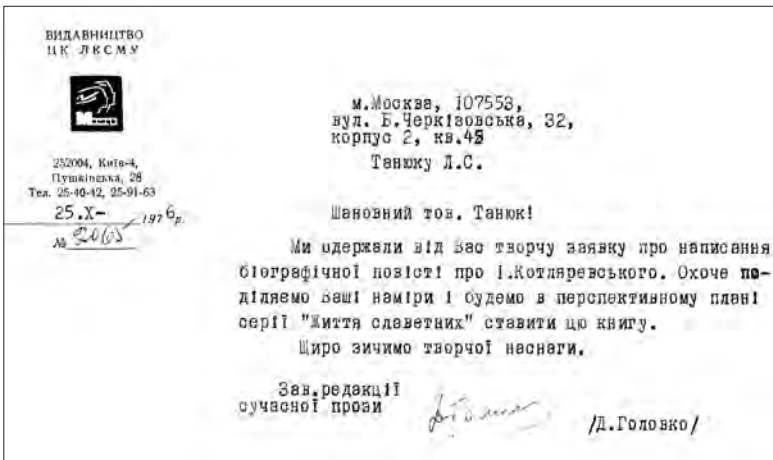 ВИДАВНИЦТВО
ЦК ЛКСМУ
Молодь
252004, Київ-4,
Пушкінська, 28
Тел. 25-40-42, 25-91-63
25.X- 1976р.
№ 2065
м.Москва, 107553,
вул. Б.Черкізовська, 32,
корпус 2, кв.45
Танюку Л.С.
Шановний тов. Танюк!
Ми одержали від Вас творчу заявку про написання
біографічної повісті про І.Котляревського. Охоче по-
діляємо Ваші наміри і будемо в перспективному плані
серії "Життя славетних" ставити цю книгу.
Щиро зичимо творчої наснаги.
Зав.редакції
сучасної прози
/Д.Головко/